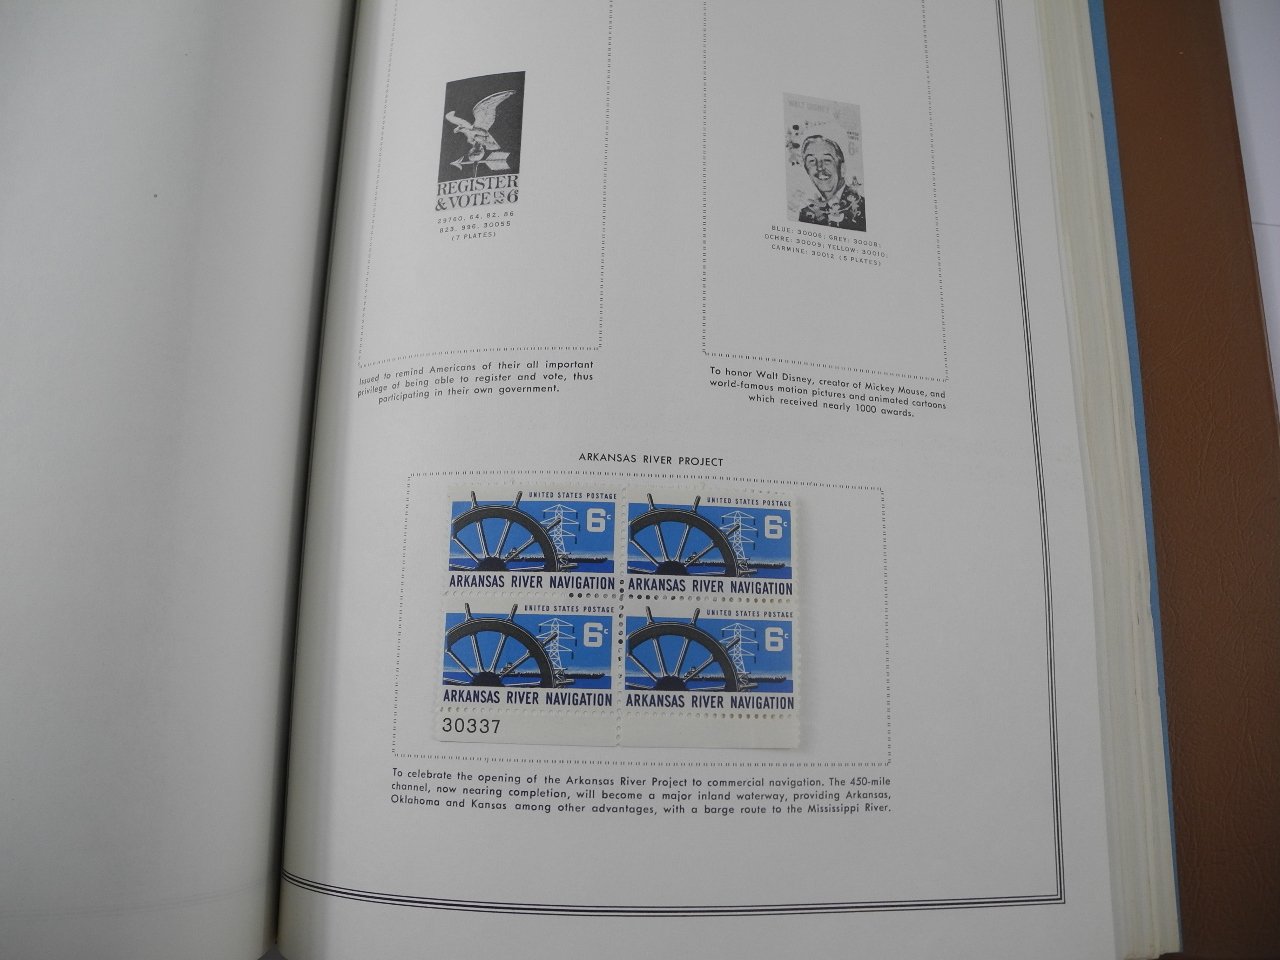 REGISTER
& VOTE US 6
29760, 64, 82, 86
823, 996, 30055
(7 PLATES)
Issued to remind Americans of their all important
privilege of being able to register and vote, thus
participating in their own government.
WALT DISNEY
6c
BLUE: 30006; GREY: 30008;
OCHRE: 30009; YELLOW: 30010;
CARMINE: 30012 (5 PLATES)
To honor Walt Disney, creator of Mickey Mouse, and
world-famous motion pictures and animated cartoons
which received nearly 1000 awards.
ARKANSAS RIVER PROJECT
UNITED STATES POSTAGE
6c
ARKANSAS RIVER NAVIGATION
UNITED STATES POSTAGE
6c
ARKANSAS RIVER NAVIGATION
UNITED STATES POSTAGE
6c
ARKANSAS RIVER NAVIGATION
UNITED STATES POSTAGE
6c
ARKANSAS RIVER NAVIGATION
30337
To celebrate the opening of the Arkansas River Project to commercial navigation. The 450-mile
channel, now nearing completion, will become a major inland waterway, providing Arkansas,
Oklahoma and Kansas among other advantages, with a barge route to the Mississippi River.